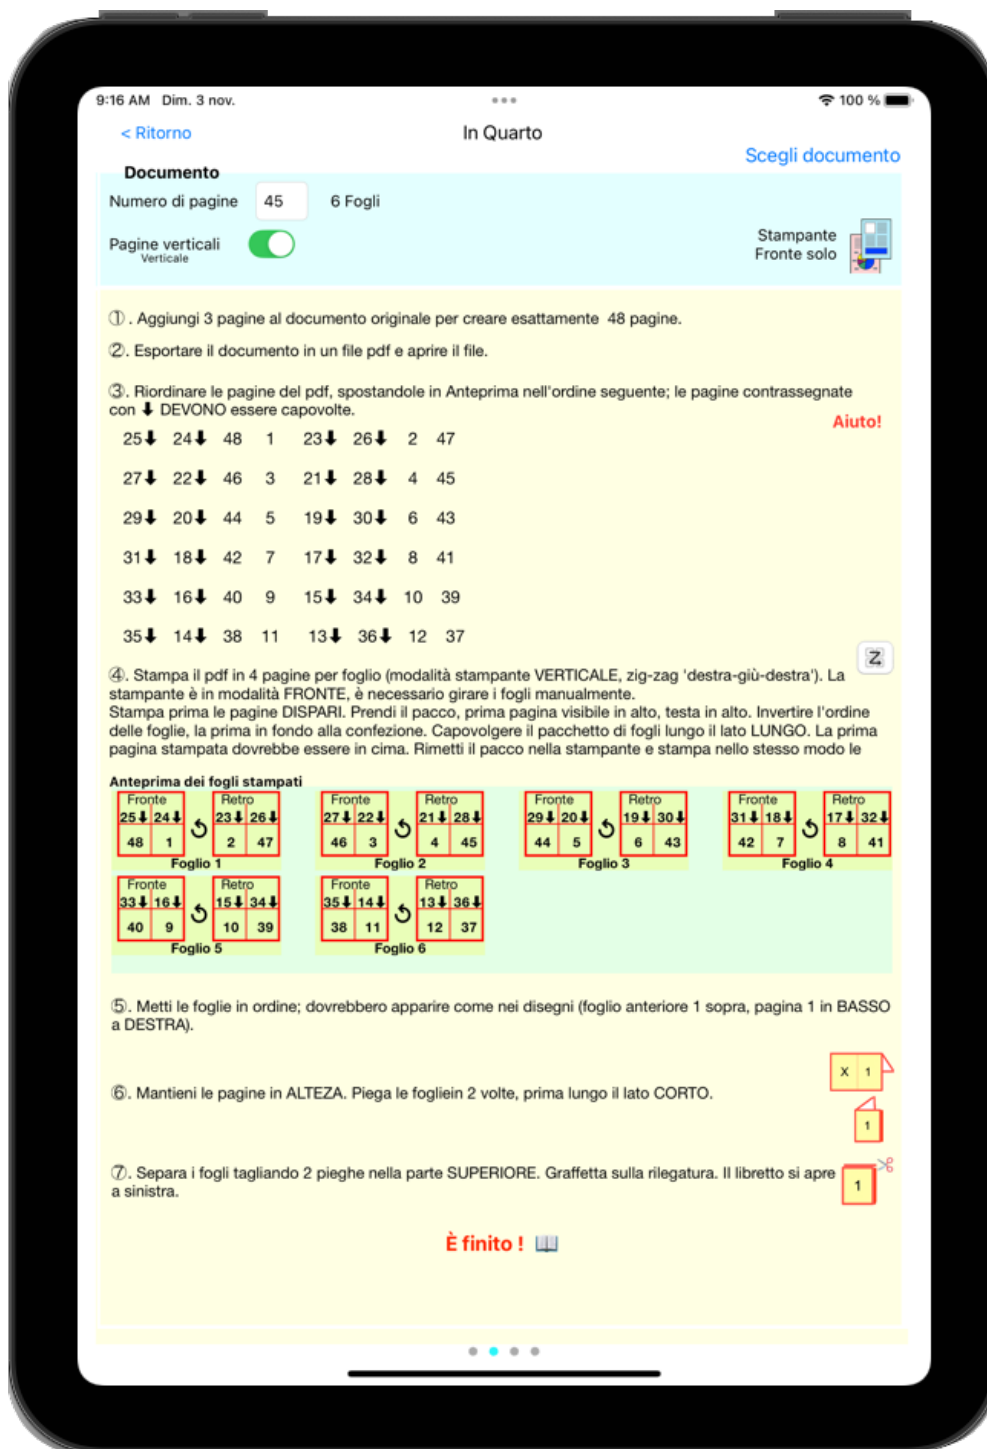 9:16 AM Dim. 3 nov.
100 %
< Ritorno
In Quarto
Scegli documento
Documento
Numero di pagine 45 6 Fogli
Pagine verticali
Verticale
Stampante
Fronte solo
①. Aggiungi 3 pagine al documento originale per creare esattamente 48 pagine.
②. Esportare il documento in un file pdf e aprire il file.
③. Riordinare le pagine del pdf, spostandole in Anteprima nell'ordine seguente; le pagine contrassegnate
con ⬇ DEVONO essere capovolte.
Aiuto!
25⬇ 24⬇ 48 1 23⬇ 26⬇ 2 47
27⬇ 22⬇ 46 3 21⬇ 28⬇ 4 45
29⬇ 20⬇ 44 5 19⬇ 30⬇ 6 43
31⬇ 18⬇ 42 7 17⬇ 32⬇ 8 41
33⬇ 16⬇ 40 9 15⬇ 34⬇ 10 39
35⬇ 14⬇ 38 11 13⬇ 36⬇ 12 37
Z
④. Stampa il pdf in 4 pagine per foglio (modalità stampante VERTICALE, zig-zag 'destra-giù-destra'). La
stampante è in modalità FRONTE, è necessario girare i fogli manualmente.
Stampa prima le pagine DISPARI. Prendi il pacco, prima pagina visibile in alto, testa in alto. Invertire l'ordine
delle foglie, la prima in fondo alla confezione. Capovolgere il pacchetto di fogli lungo il lato LUNGO. La prima
pagina stampata dovrebbe essere in cima. Rimetti il pacco nella stampante e stampa nello stesso modo le
Anteprima dei fogli stampati
Fronte Retro Fronte Retro Fronte Retro Fronte Retro
25⬇ 24⬇ 23⬇ 26⬇ 27⬇ 22⬇ 21⬇ 28⬇ 29⬇ 20⬇ 19⬇ 30⬇ 31⬇ 18⬇ 17⬇ 32⬇
48 1 2 47 46 3 4 45 44 5 6 43 42 7 8 41
Foglio 1 Foglio 2 Foglio 3 Foglio 4
Fronte Retro Fronte Retro
33⬇ 16⬇ 15⬇ 34⬇ 35⬇ 14⬇ 13⬇ 36⬇
40 9 10 39 38 11 12 37
Foglio 5 Foglio 6
⑤. Metti le foglie in ordine; dovrebbero apparire come nei disegni (foglio anteriore 1 sopra, pagina 1 in BASSO
a DESTRA).
X 1
⑥. Mantieni le pagine in ALTEZA. Piega le fogliein 2 volte, prima lungo il lato CORTO.
1
⑦. Separa i fogli tagliando 2 pieghe nella parte SUPERIORE. Graffetta sulla rilegatura. Il libretto si apre
a sinistra.
1
È finito !